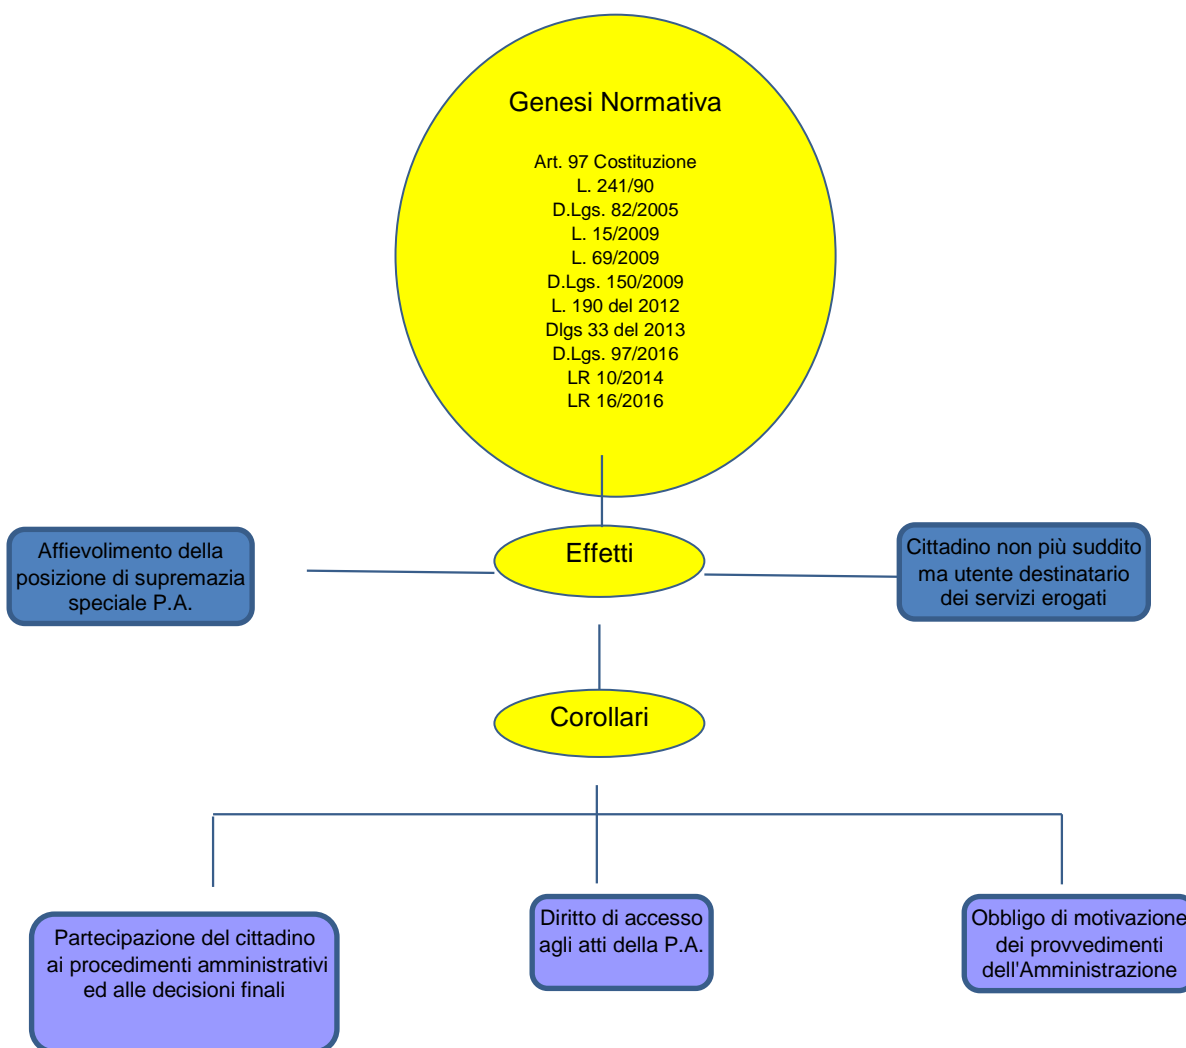 Genesi Normativa
Art. 97 Costituzione
L. 241/90
D.Lgs. 82/2005
L. 15/2009
L. 69/2009
D.Lgs. 150/2009
L. 190 del 2012
Dlgs 33 del 2013
D.Lgs. 97/2016
LR 10/2014
LR 16/2016
Affievolimento della
posizione di supremazia
speciale P.A.
Effetti
Cittadino non più suddito
ma utente destinatario
dei servizi erogati
Corollari
Partecipazione del cittadino
ai procedimenti amministrativi
ed alle decisioni finali
Diritto di accesso
agli atti della P.A.
Obbligo di motivazione
dei provvedimenti
dell'Amministrazione